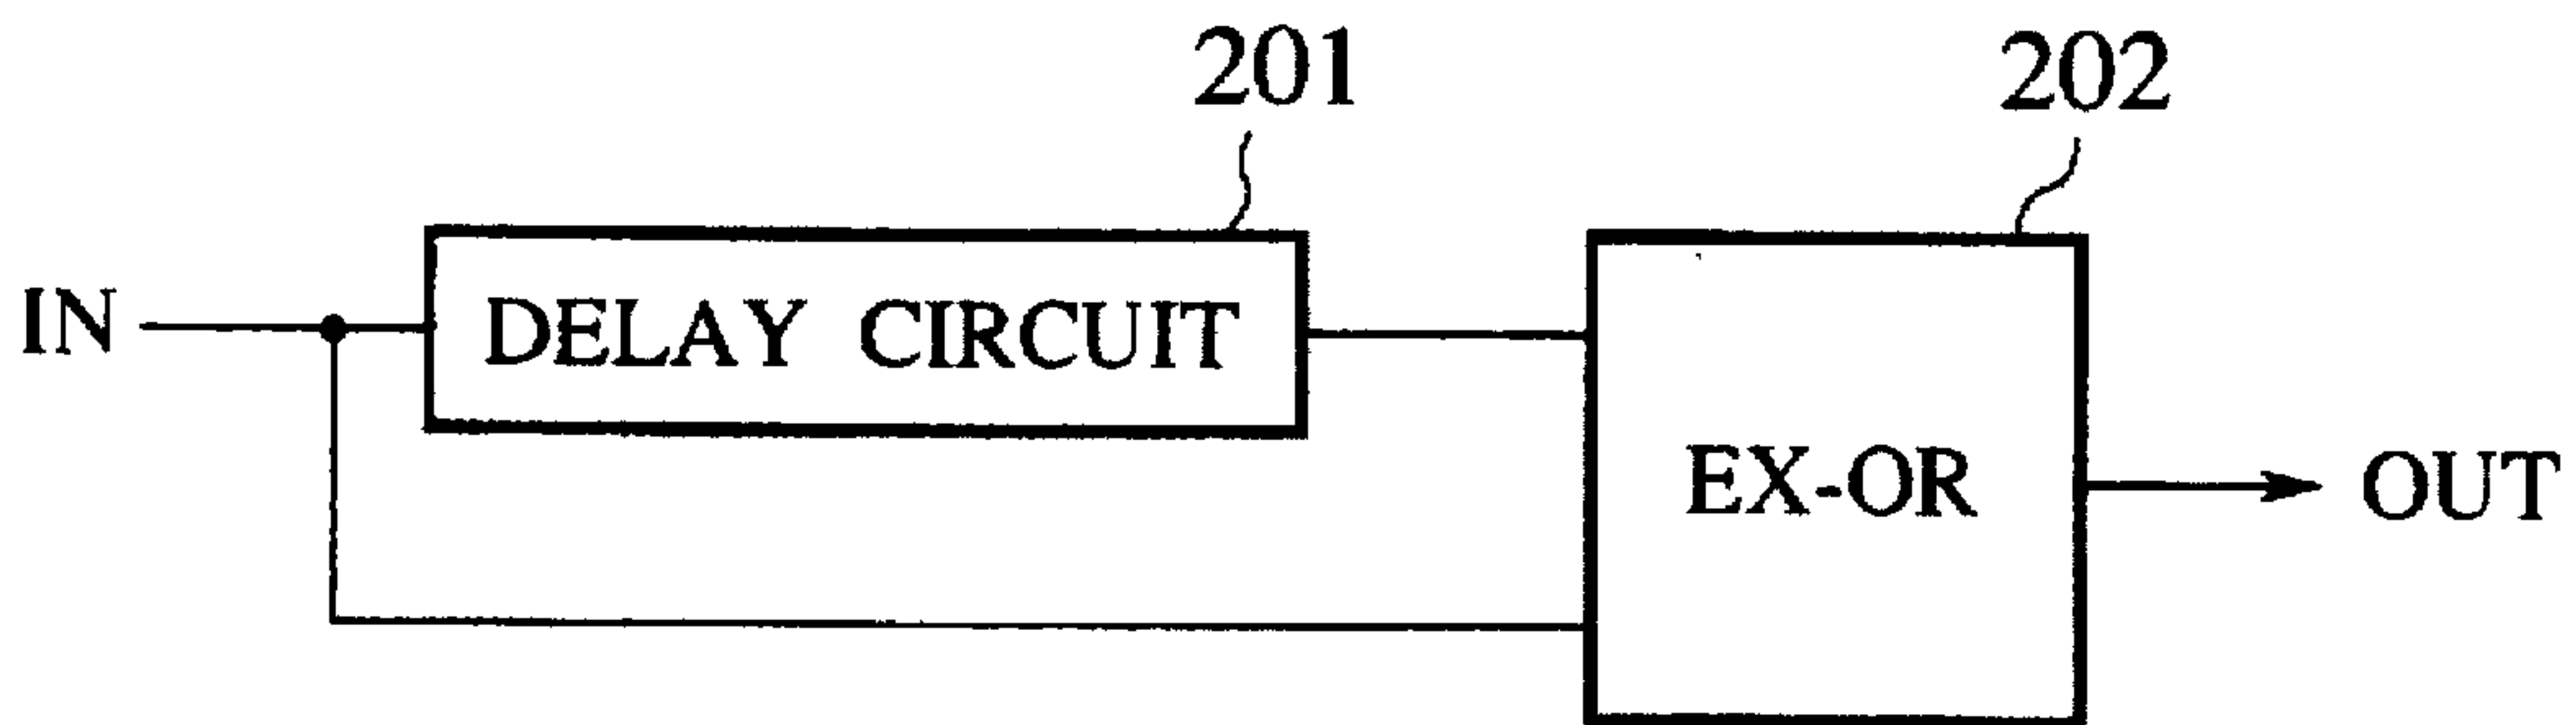 201
202
IN
DELAY CIRCUIT
EX-OR
OUT